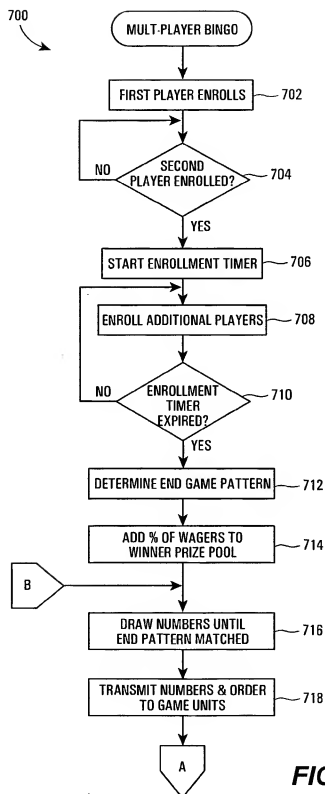 700
MULT-PLAYER BINGO
FIRST PLAYER ENROLLS
702
SECOND
PLAYER ENROLLED?
704
NO
YES
START ENROLLMENT TIMER
706
ENROLL ADDITIONAL PLAYERS
708
ENROLLMENT
TIMER
EXPIRED?
710
NO
YES
DETERMINE END GAME PATTERN
712
ADD % OF WAGERS TO
WINNER PRIZE POOL
714
B
DRAW NUMBERS UNTIL
END PATTERN MATCHED
716
TRANSMIT NUMBERS & ORDER
TO GAME UNITS
718
A
FIG